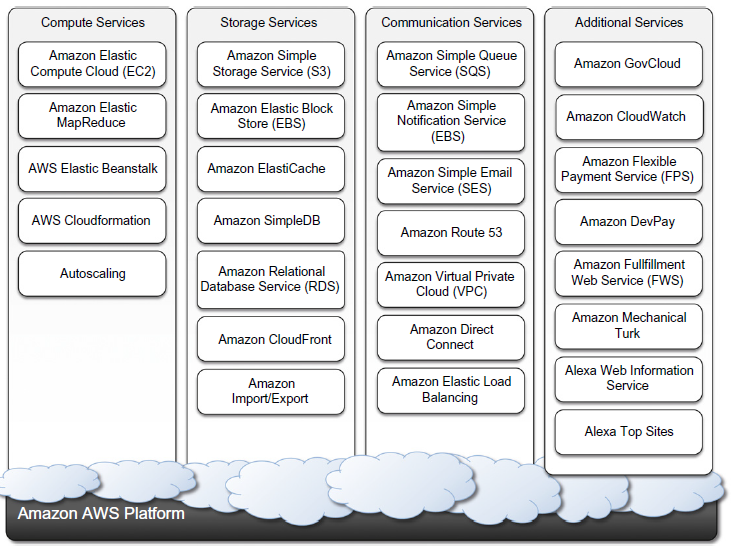 Compute Services
Amazon Elastic
Compute Cloud (EC2)
Amazon Elastic
MapReduce
AWS Elastic Beanstalk
AWS Cloudformation
Autoscaling
Storage Services
Amazon Simple
Storage Service (S3)
Amazon Elastic Block
Store (EBS)
Amazon ElastiCache
Amazon SimpleDB
Amazon Relational
Database Service (RDS)
Amazon CloudFront
Amazon
Import/Export
Communication Services
Amazon Simple Queue
Service (SQS)
Amazon Simple
Notification Service
(EBS)
Amazon Simple Email
Service (SES)
Amazon Route 53
Amazon Virtual Private
Cloud (VPC)
Amazon Direct
Connect
Amazon Elastic Load
Balancing
Additional Services
Amazon GovCloud
Amazon CloudWatch
Amazon Flexible
Payment Service (FPS)
Amazon DevPay
Amazon Fullfillment
Web Service (FWS)
Amazon Mechanical
Turk
Alexa Web Information
Service
Alexa Top Sites
Amazon AWS Platform